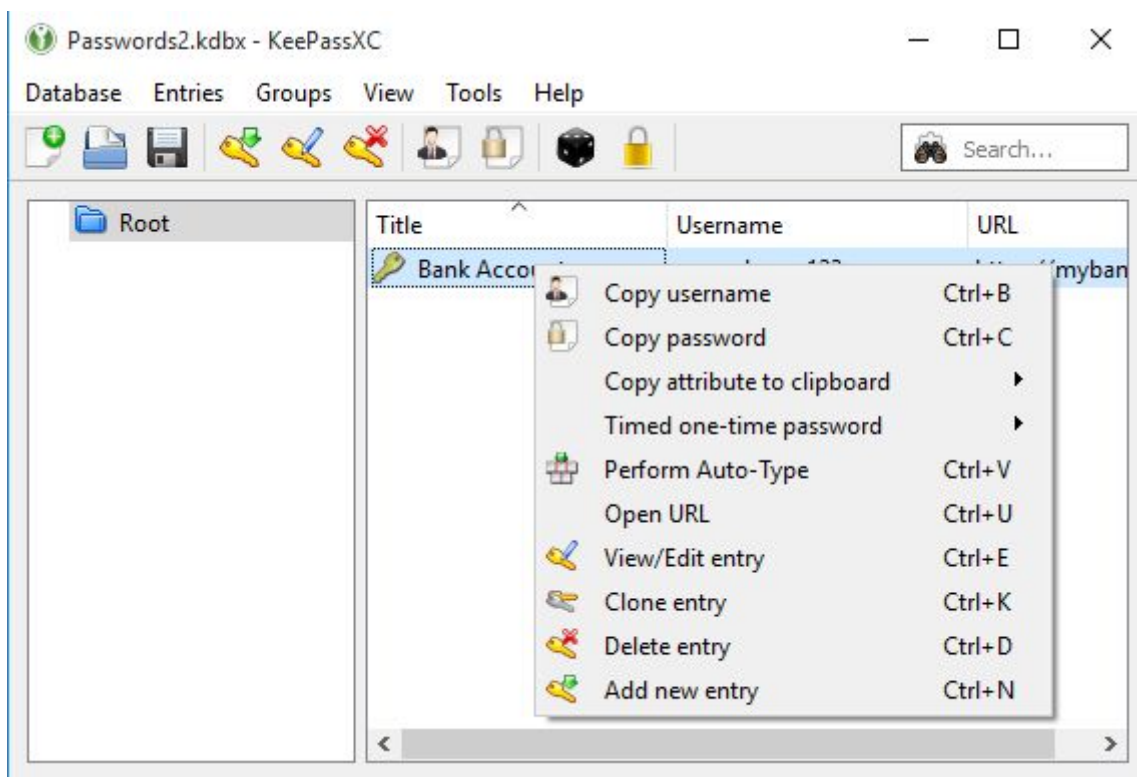 Passwords2.kdbx - KeePassXC
Database Entries Groups View Tools Help
Search...
Root
Title Username URL
Bank
Copy username Ctrl+B
Copy password Ctrl+C
Copy attribute to clipboard
Timed one-time password
Perform Auto-Type Ctrl+V
Open URL Ctrl+U
View/Edit entry Ctrl+E
Clone entry Ctrl+K
Delete entry Ctrl+D
Add new entry Ctrl+N